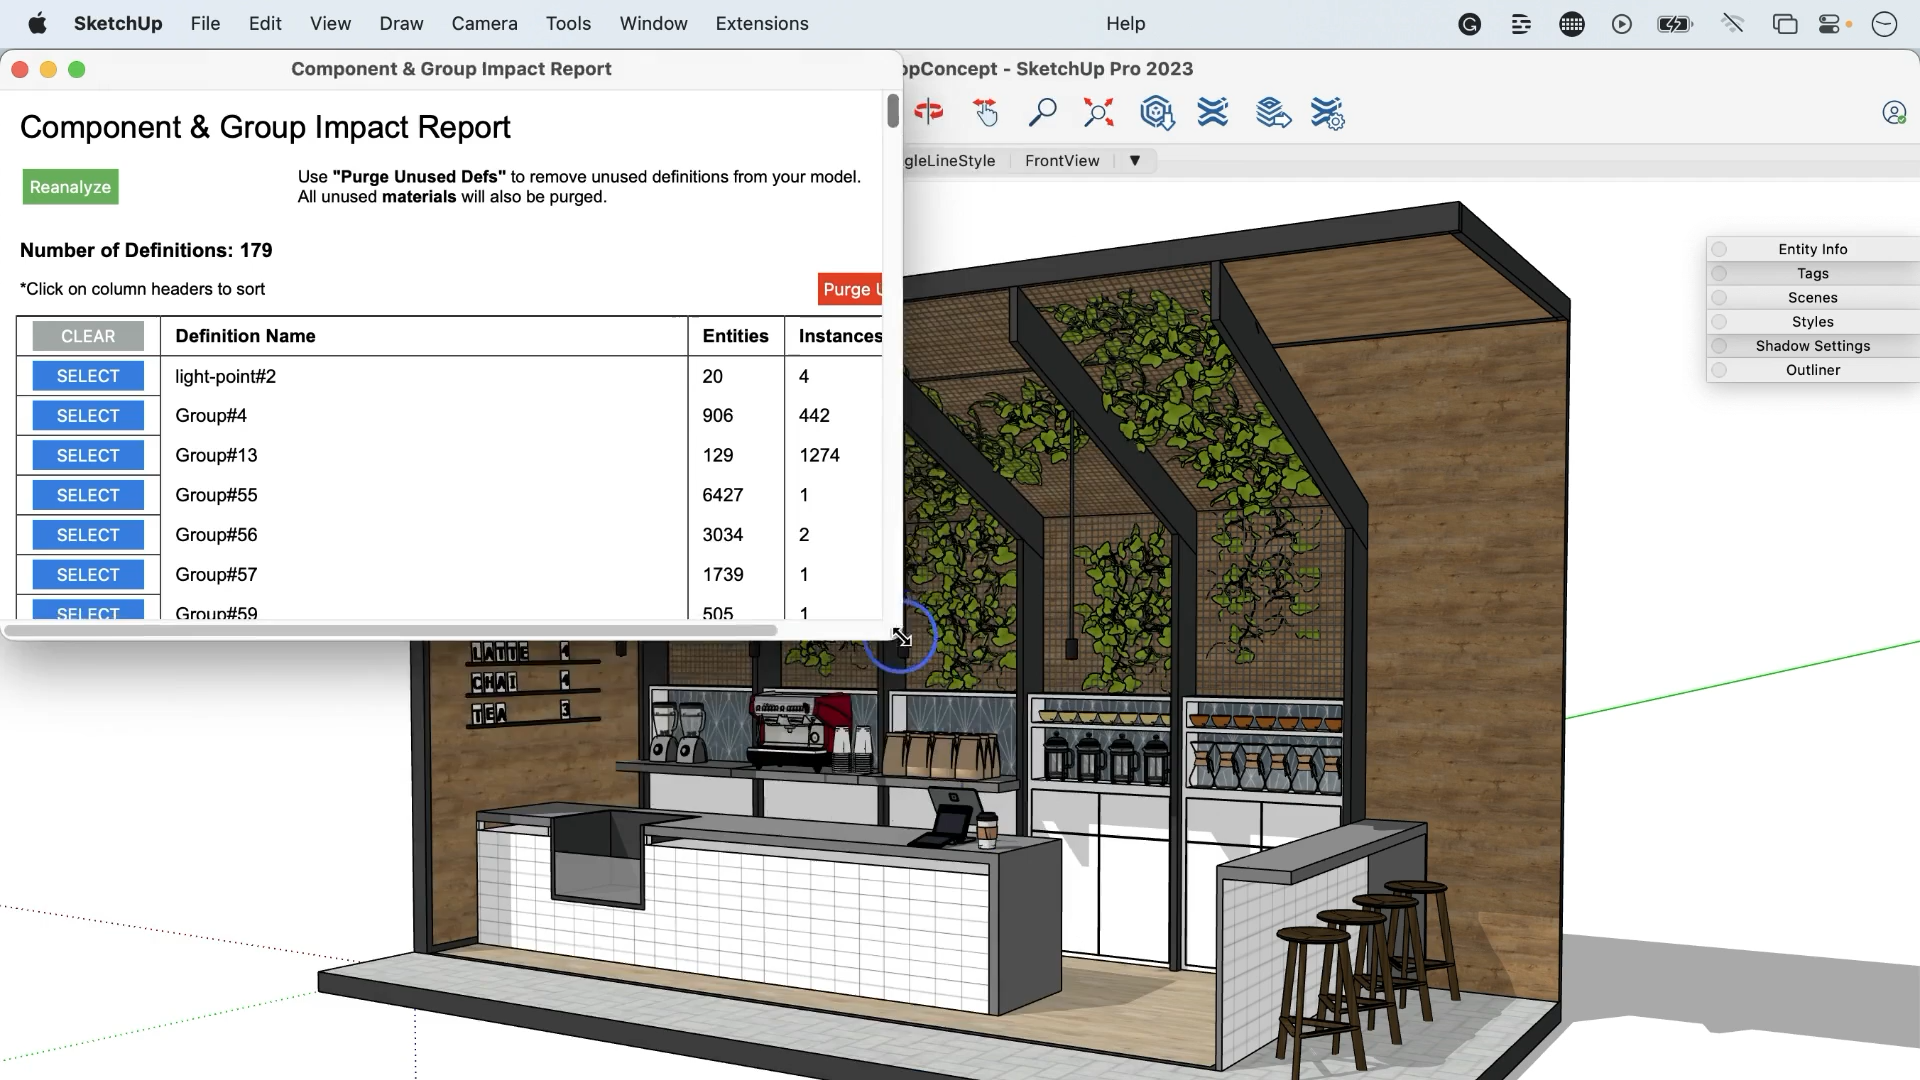 SketchUp File Edit View Draw Camera Tools Window Extensions Help
Component & Group Impact Report
opConcept - SketchUp Pro 2023
Component & Group Impact Report
Reanalyze
Use "Purge Unused Defs" to remove unused definitions from your model.
All unused materials will also be purged.
gleLineStyle FrontView
Number of Definitions: 179
*Click on column headers to sort
Purge U
CLEAR Definition Name Entities Instances
SELECT light-point#2 20 4
SELECT Group#4 906 442
SELECT Group#13 129 1274
SELECT Group#55 6427 1
SELECT Group#56 3034 2
SELECT Group#57 1739 1
SELECT Group#59 505 1
Entity Info
Tags
Scenes
Styles
Shadow Settings
Outliner
LATTE 4
CHAI 4
TEA 3